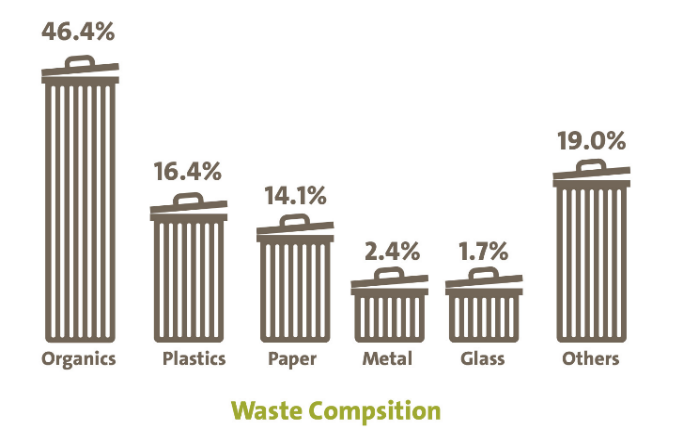 46.4%
16.4%
14.1%
2.4%
1.7%
19.0%
Organics
Plastics
Paper
Metal
Glass
Others
Waste Compsition